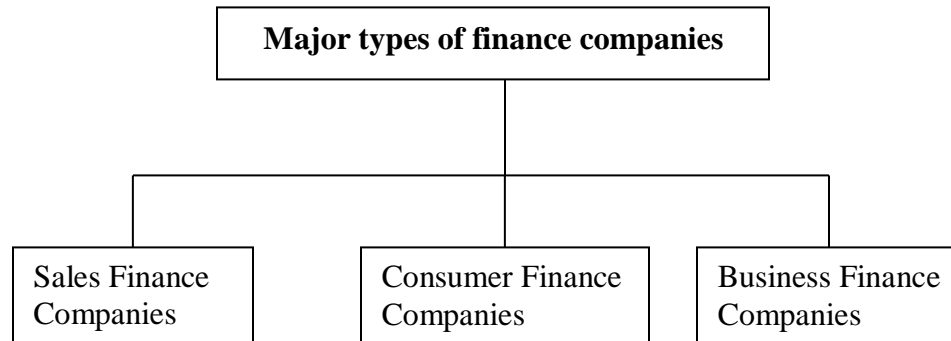 Major types of finance companies
Sales Finance
Companies
Consumer Finance
Companies
Business Finance
Companies